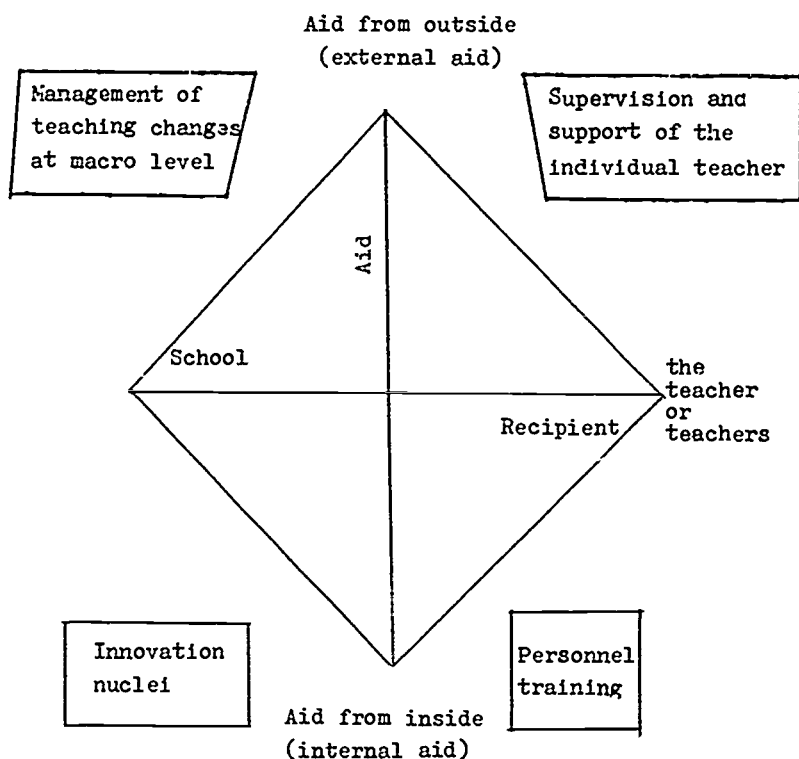 Aid from outside
(external aid)
Management of
teaching changes
at macro level
Supervision and
support of the
individual teacher
Aid
School
the
teacher
or
teachers
Recipient
Innovation
nuclei
Personnel
training
Aid from inside
(internal aid)